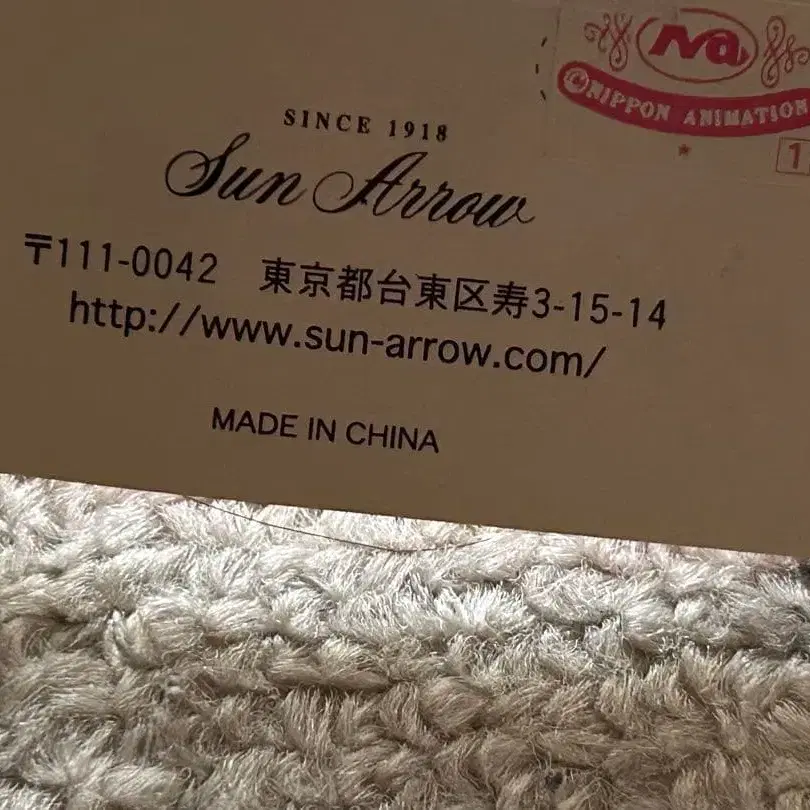 na
©NIPPON ANIMATION
1
SINCE 1918
Sun Arrow
〒111-0042 東京都台東区寿3-15-14
http://www.sun-arrow.com/
MADE IN CHINA